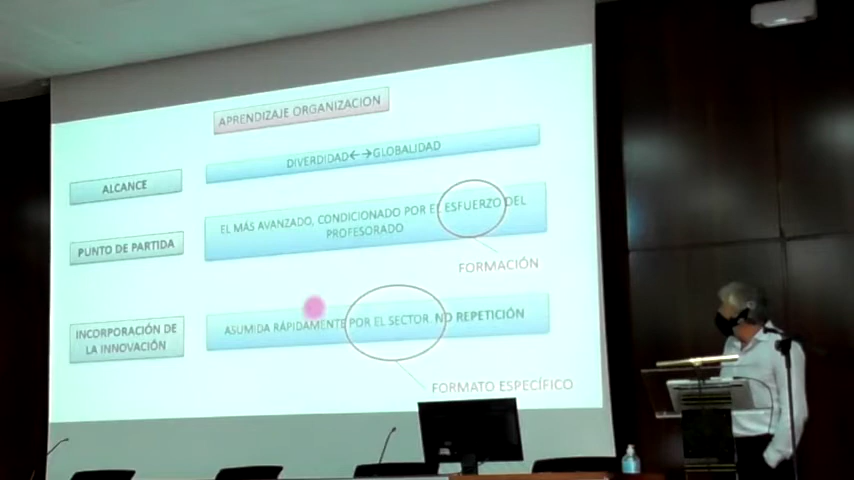 APRENDIZAJE ORGANIZACION
DIVERDIDAD←→GLOBALIDAD
ALCANCE
EL MÁS AVANZADO, CONDICIONADO POR EL ESFUERZO DEL
PROFESORADO
PUNTO DE PARTIDA
FORMACIÓN
ASUMIDA RÁPIDAMENTE POR EL SECTOR. NO REPETICIÓN
INCORPORACIÓN DE
LA INNOVACIÓN
FORMATO ESPECÍFICO